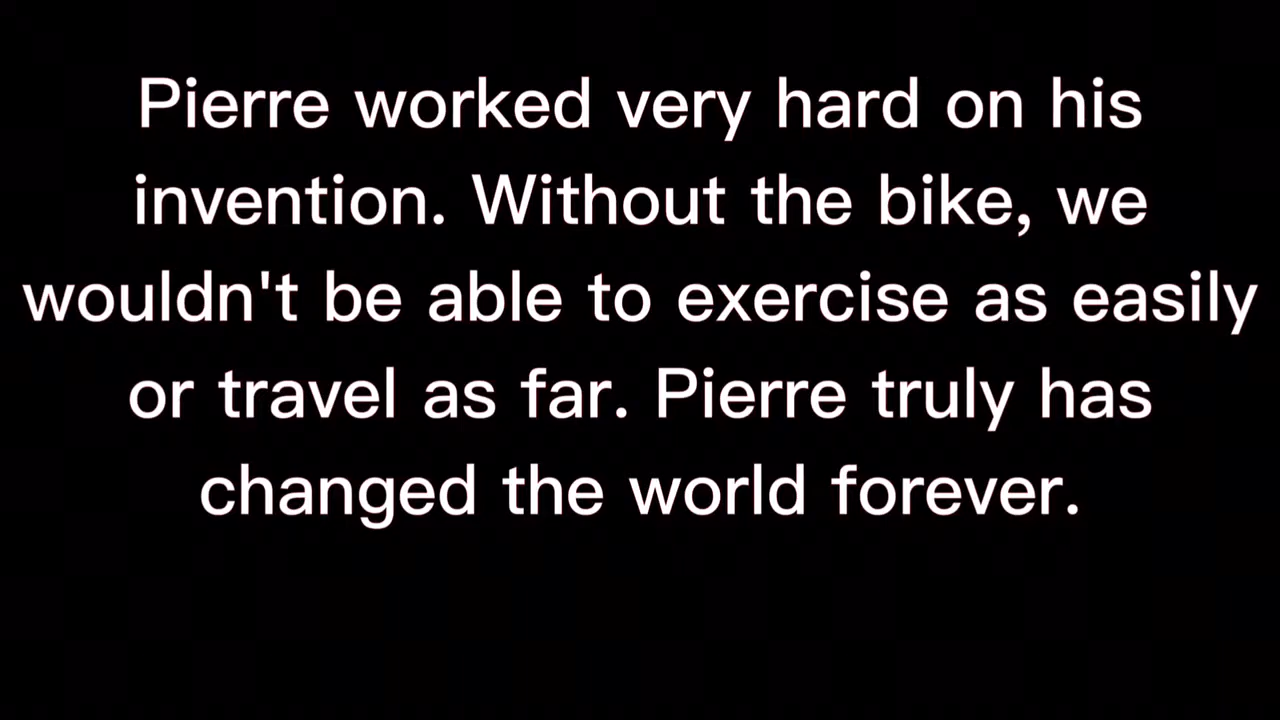 Pierre worked very hard on his
invention. Without the bike, we
wouldn't be able to exercise as easily
or travel as far. Pierre truly has
changed the world forever.